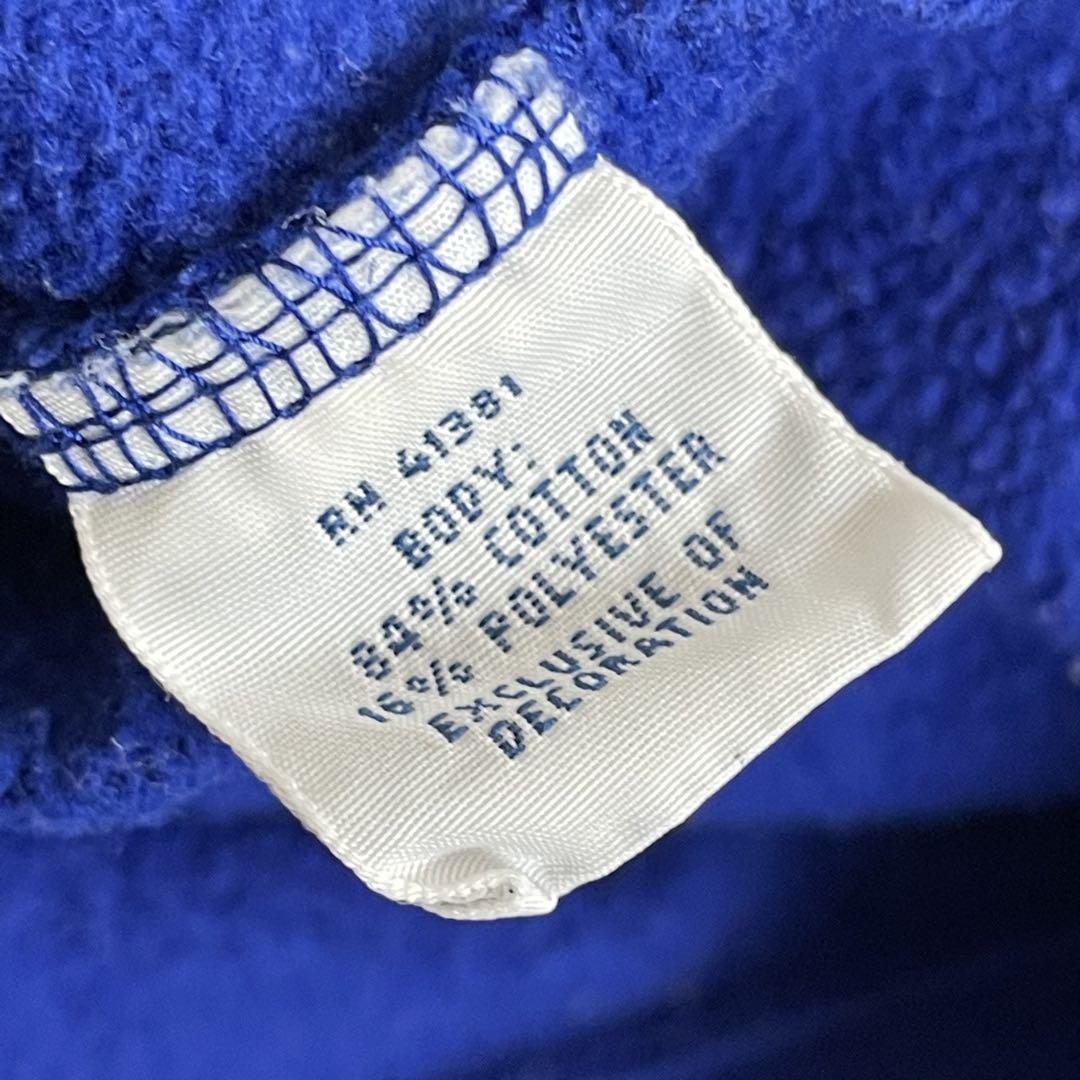 RN 41381
BODY:
84% COTTON
16% POLYESTER
EXCLUSIVE OF
DECORATION